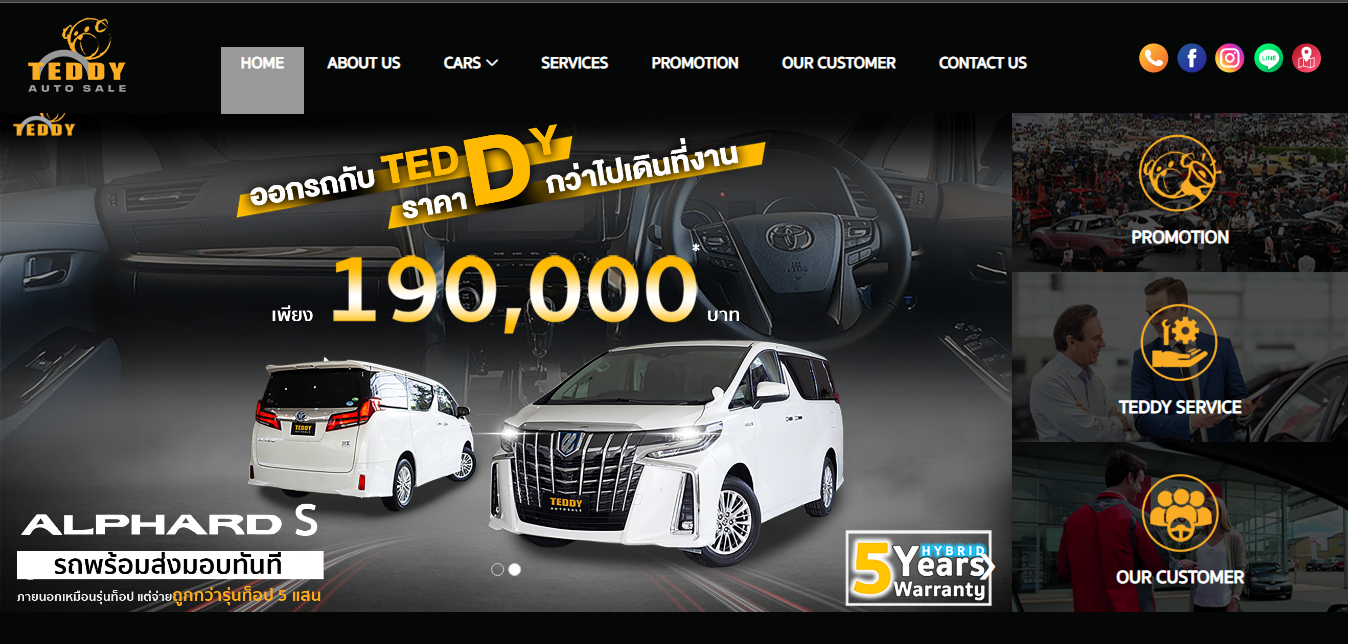 TEDDY
AUTO SALE
HOME
ABOUT US
CARS
SERVICES
PROMOTION
OUR CUSTOMER
CONTACT US
LINE
TEDDY
ออกรถกับ TEDDY
ราคา กว่าไปเดินที่งาน
เพียง 190,000* บาท
TEDDY
TEDDY
AUTOSALE
ALPHARD S
รถพร้อมส่งมอบทันที
ภายนอกเหมือนรุ่นท็อป แต่จ่ายถูกกว่ารุ่นท็อป 5 แสน
HYBRID
5 Years
Warranty
PROMOTION
TEDDY SERVICE
OUR CUSTOMER